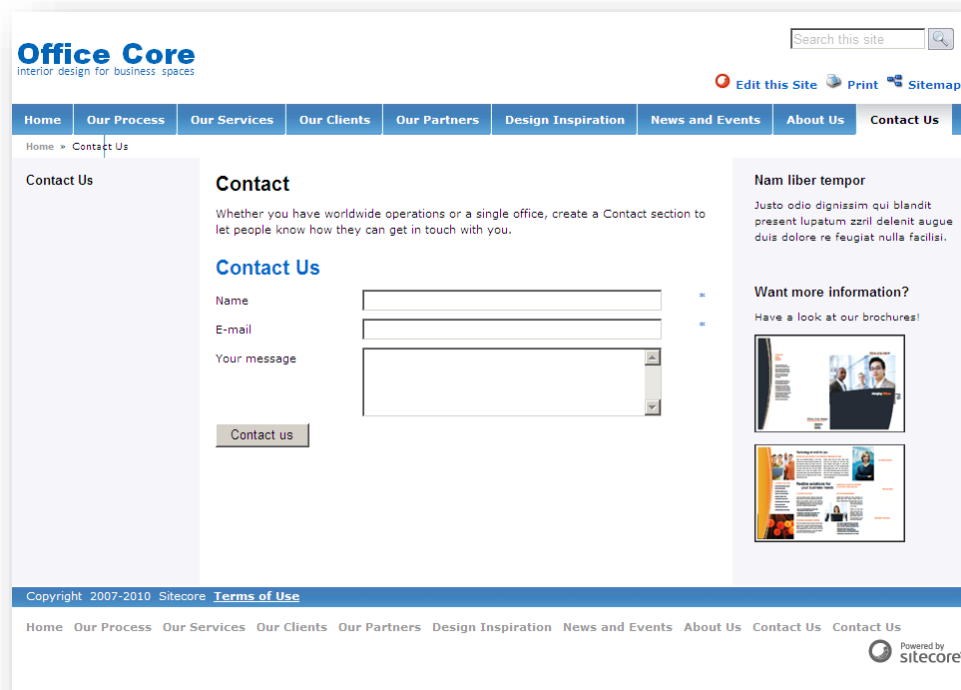 Office Core
interior design for business spaces
Search this site
Edit this Site Print Sitemap
Home Our Process Our Services Our Clients Our Partners Design Inspiration News and Events About Us Contact Us
Home » Contact Us
Contact Us
Contact
Whether you have worldwide operations or a single office, create a Contact section to
let people know how they can get in touch with you.
Contact Us
Name *
E-mail *
Your message
Contact us
Nam liber tempor
Justo odio dignissim qui blandit
present lupatum zzril delenit augue
duis dolore re feugiat nulla facilisi.
Want more information?
Have a look at our brochures!
Copyright 2007-2010 Sitecore Terms of Use
Home Our Process Our Services Our Clients Our Partners Design Inspiration News and Events About Us Contact Us Contact Us
Powered by
sitecore